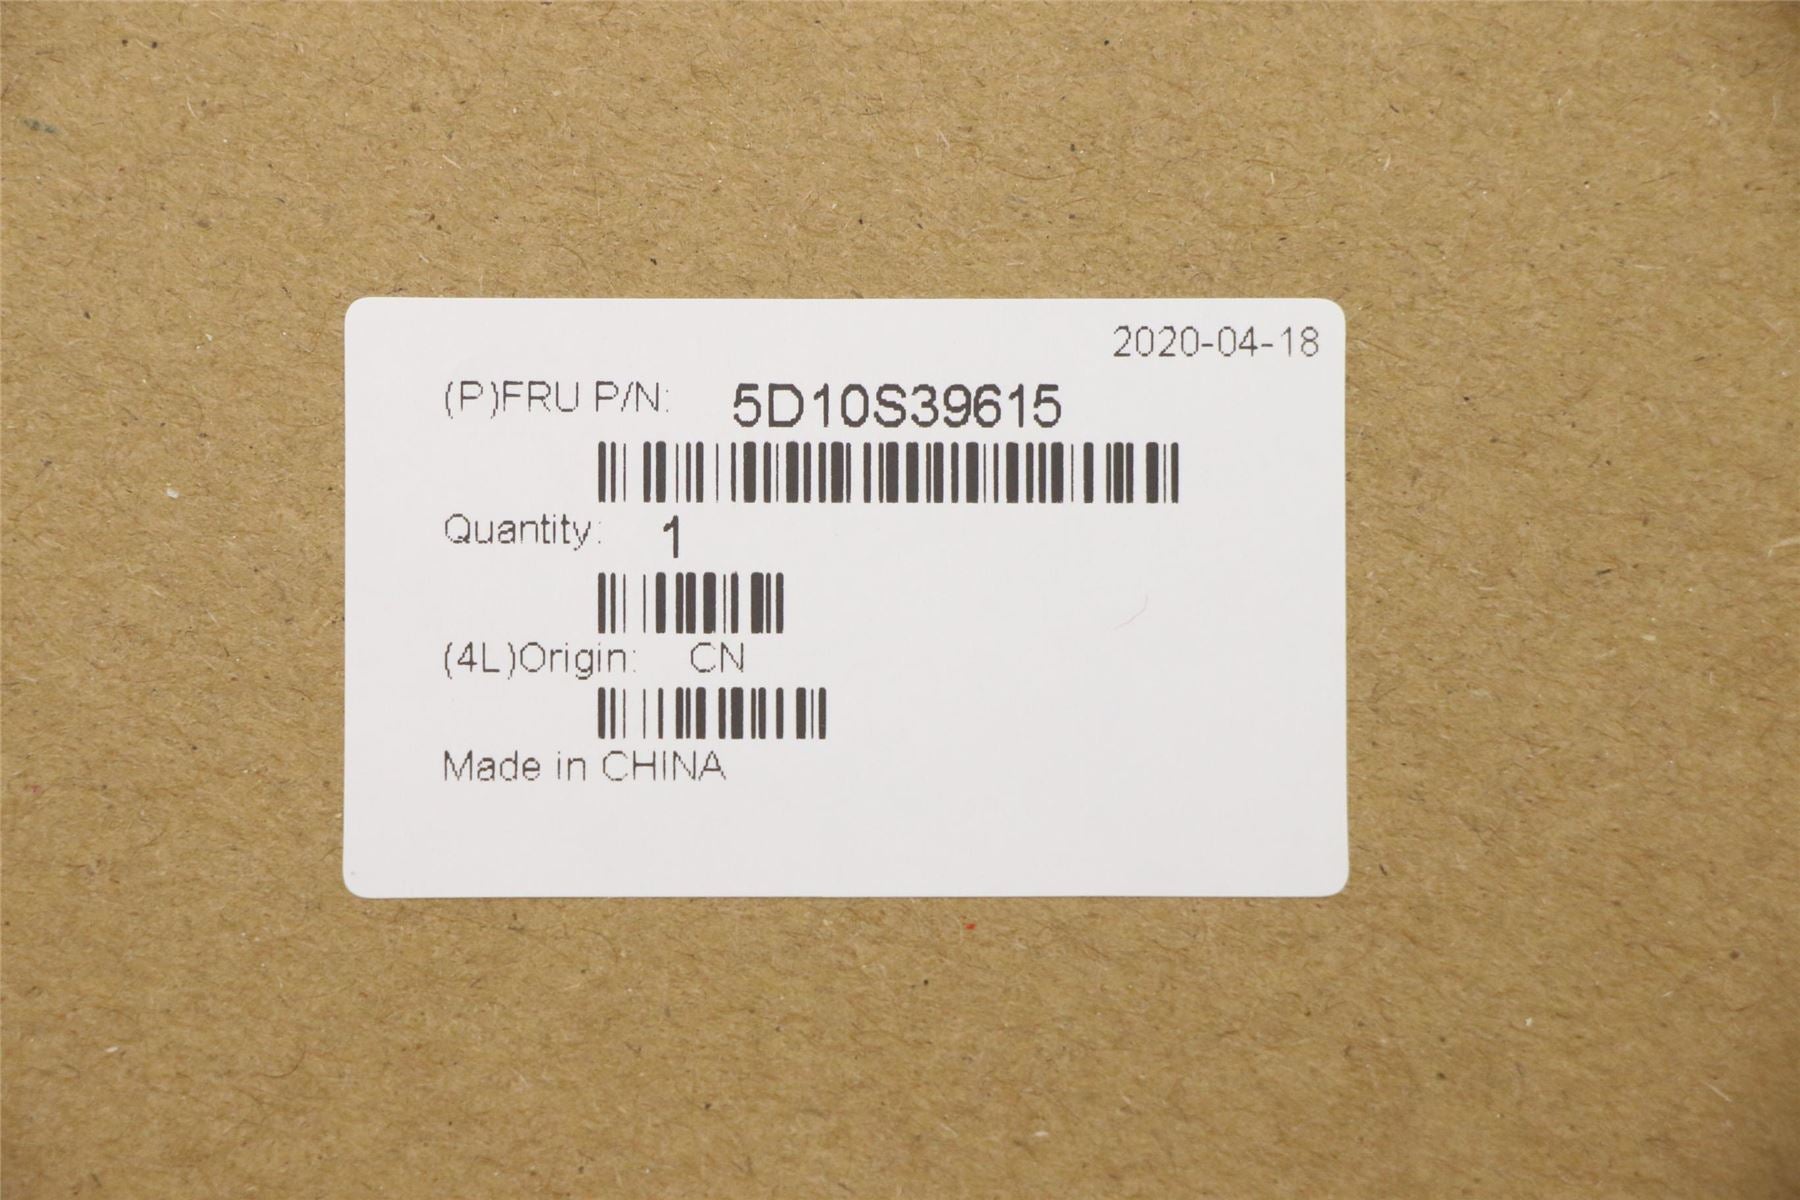 2020-04-18
(P)FRU P/N: 5D10S39615
Quantity: 1
(4L)Origin: CN
Made in CHINA